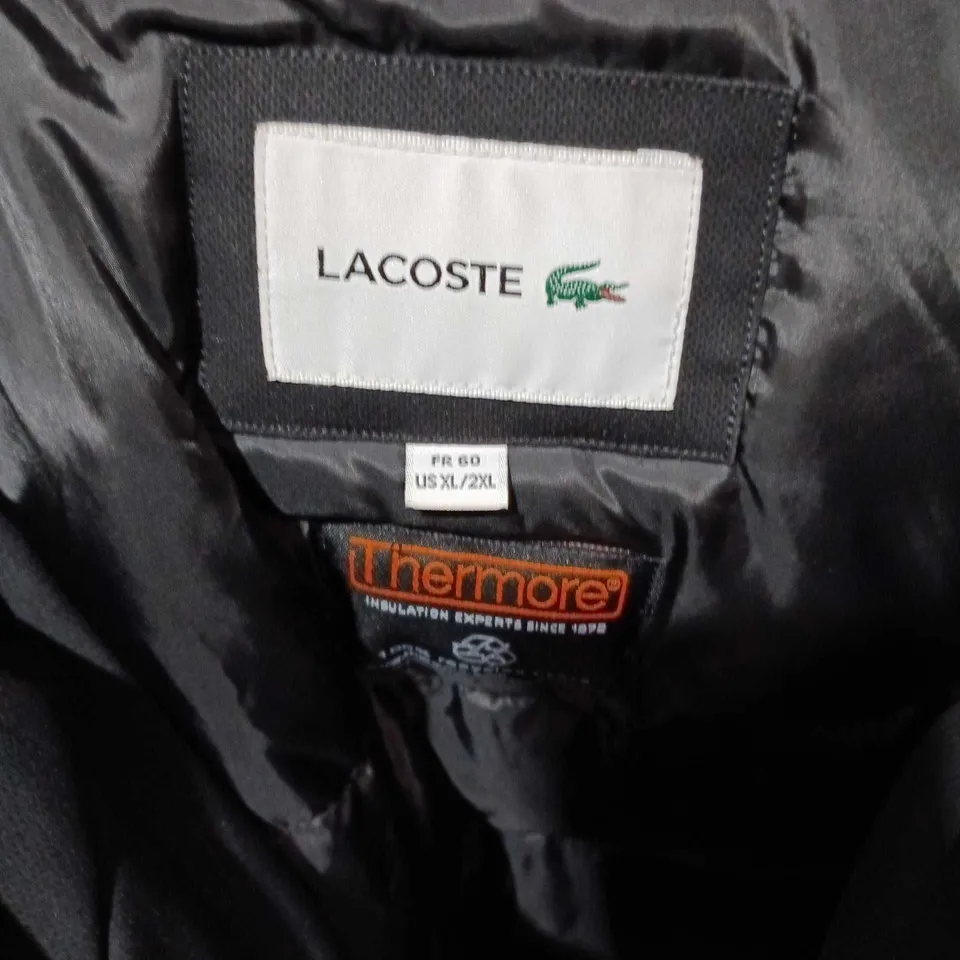 LACOSTE
FR 60
US XL/2XL
Thermore®
INSULATION EXPERTS SINCE 1972